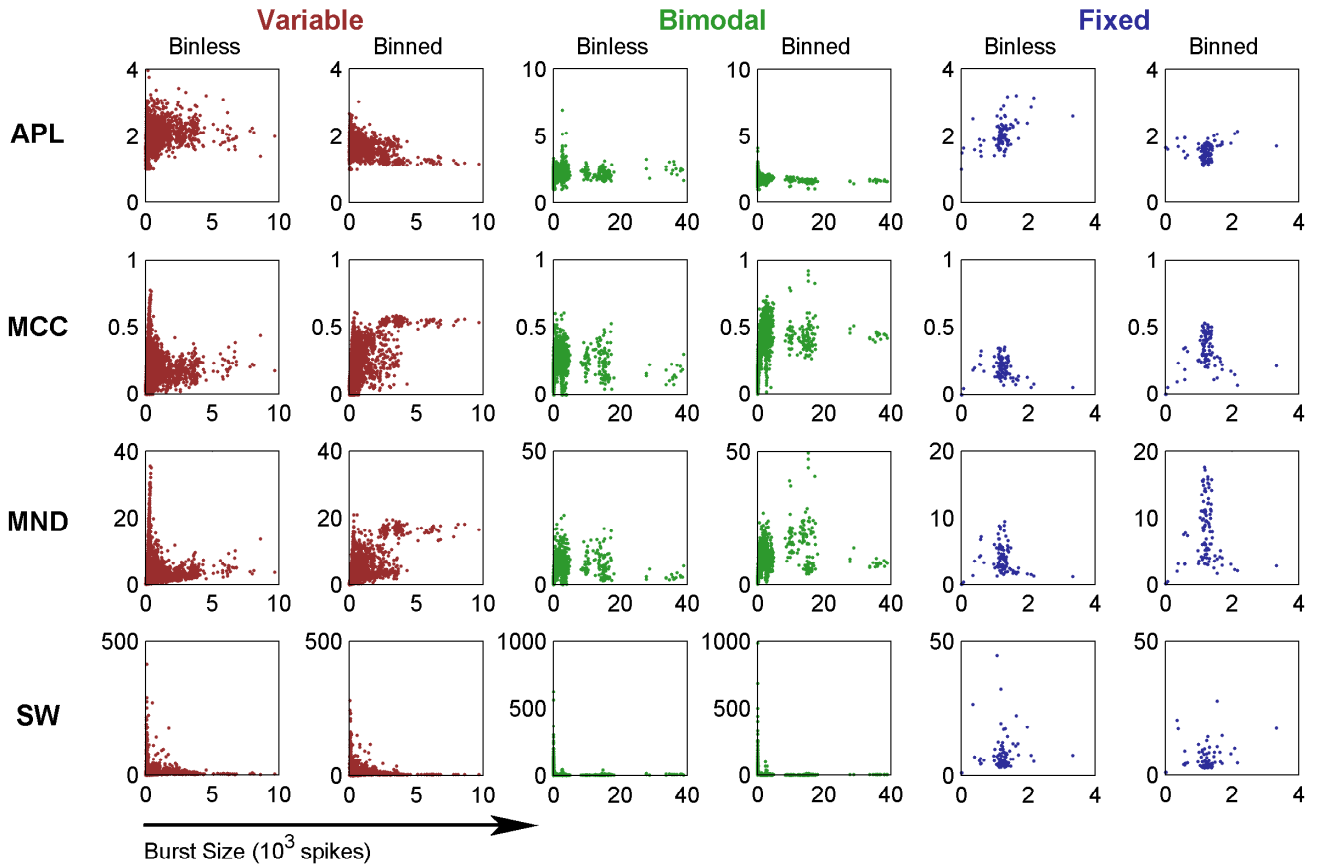 Variable Bimodal Fixed
Binless Binned Binless Binned Binless Binned
APL
4 4 10 10 4 4
2 2 5 5 2 2
0 0 0 0 0 0
0 5 10 0 5 10 0 20 40 0 20 40 0 2 4 0 2 4
MCC
1 1 1 1 1 1
0.5 0.5 0.5 0.5 0.5 0.5
0 0 0 0 0 0
0 5 10 0 5 10 0 20 40 0 20 40 0 2 4 0 2 4
MND
40 40 50 50 20 20
20 20 10 10
0 0 0 0 0 0
0 5 10 0 5 10 0 20 40 0 20 40 0 2 4 0 2 4
SW
500 500 1000 1000 50 50
500 500
0 0 0 0 0 0
0 5 10 0 5 10 0 20 40 0 20 40 0 2 4 0 2 4
Burst Size (10³ spikes)